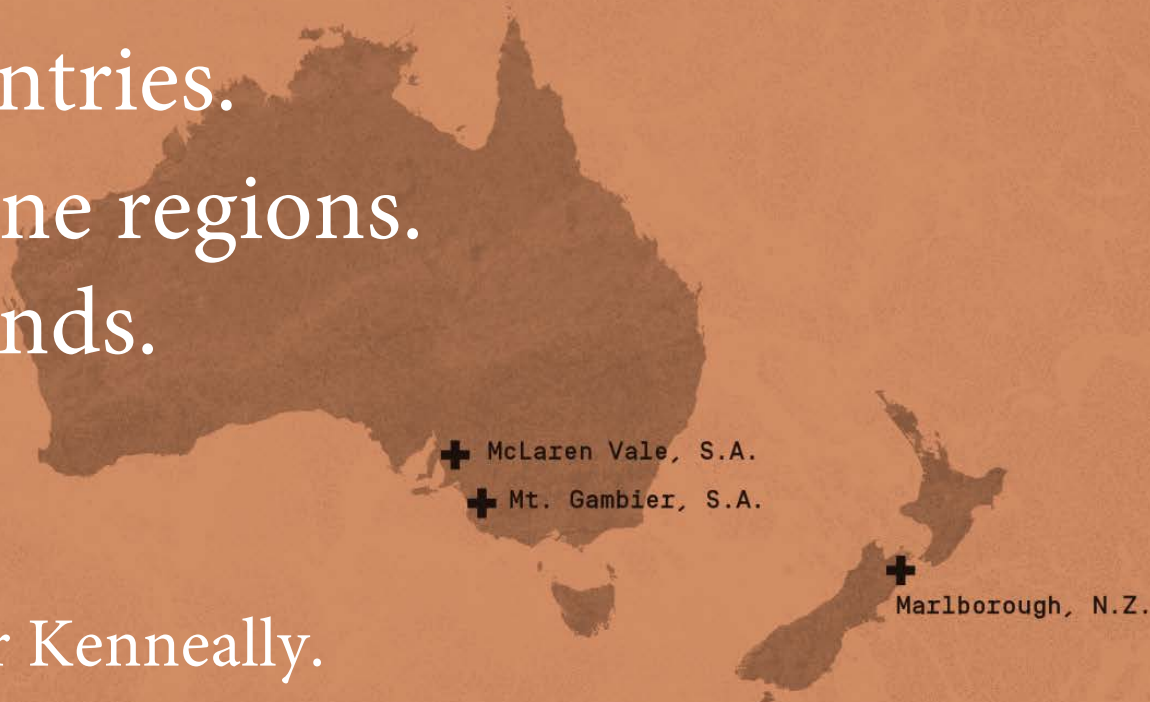 ntries.
ne regions.
nds.
McLaren Vale, S.A.
Mt. Gambier, S.A.
Marlborough, N.Z.
r Kenneally.